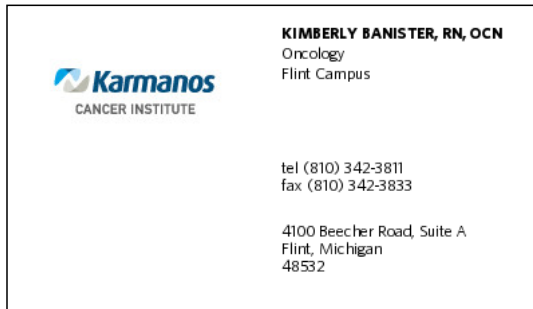 Karmanos
CANCER INSTITUTE
KIMBERLY BANISTER, RN, OCN
Oncology
Flint Campus
tel (810) 342-3811
fax (810) 342-3833
4100 Beecher Road, Suite A
Flint, Michigan
48532